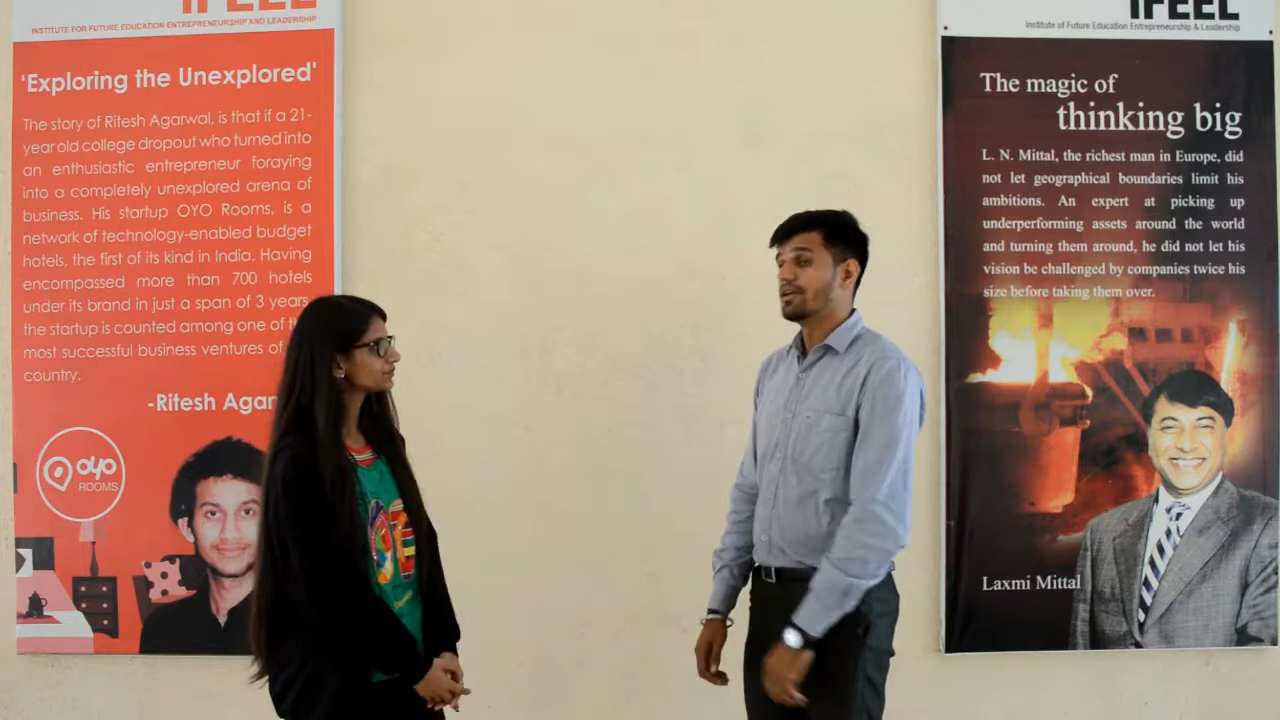 IFEEL
INSTITUTE FOR FUTURE EDUCATION ENTREPRENEURSHIP AND LEADERSHIP
'Exploring the Unexplored'
The story of Ritesh Agarwal, is that if a 21-
year old college dropout who turned into
an enthusiastic entrepreneur foraying
into a completely unexplored arena of
business. His startup OYO Rooms, is a
network of technology-enabled budget
hotels, the first of its kind in India. Having
encompassed more than 700 hotels
under its brand in just a span of 3 years
the startup is counted among one of
most successful business ventures of
country.
-Ritesh Agar
OYO
ROOMS
IFEEL
Institute of Future Education Entrepreneurship & Leadership
The magic of
thinking big
L. N. Mittal, the richest man in Europe, did
not let geographical boundaries limit his
ambitions. An expert at picking up
underperforming assets around the world
and turning them around, he did not let his
vision be challenged by companies twice his
size before taking them over.
Laxmi Mittal